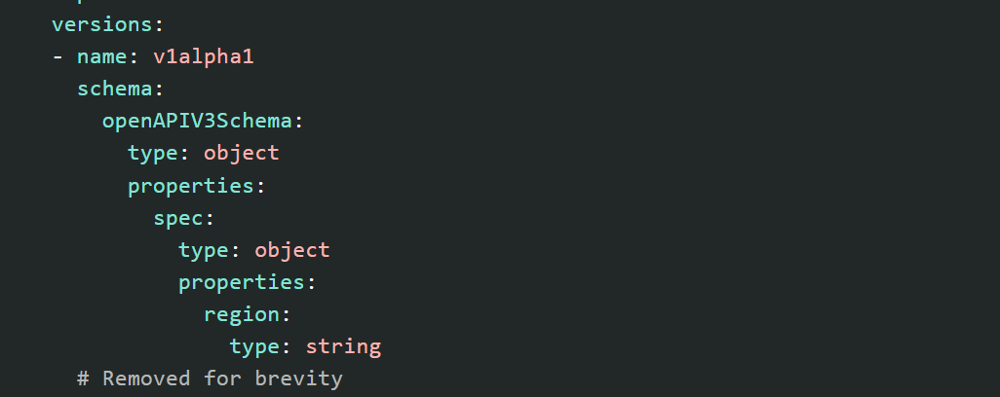 versions:
- name: v1alpha1
schema:
openAPIV3Schema:
type: object
properties:
spec:
type: object
properties:
region:
type: string
# Removed for brevity